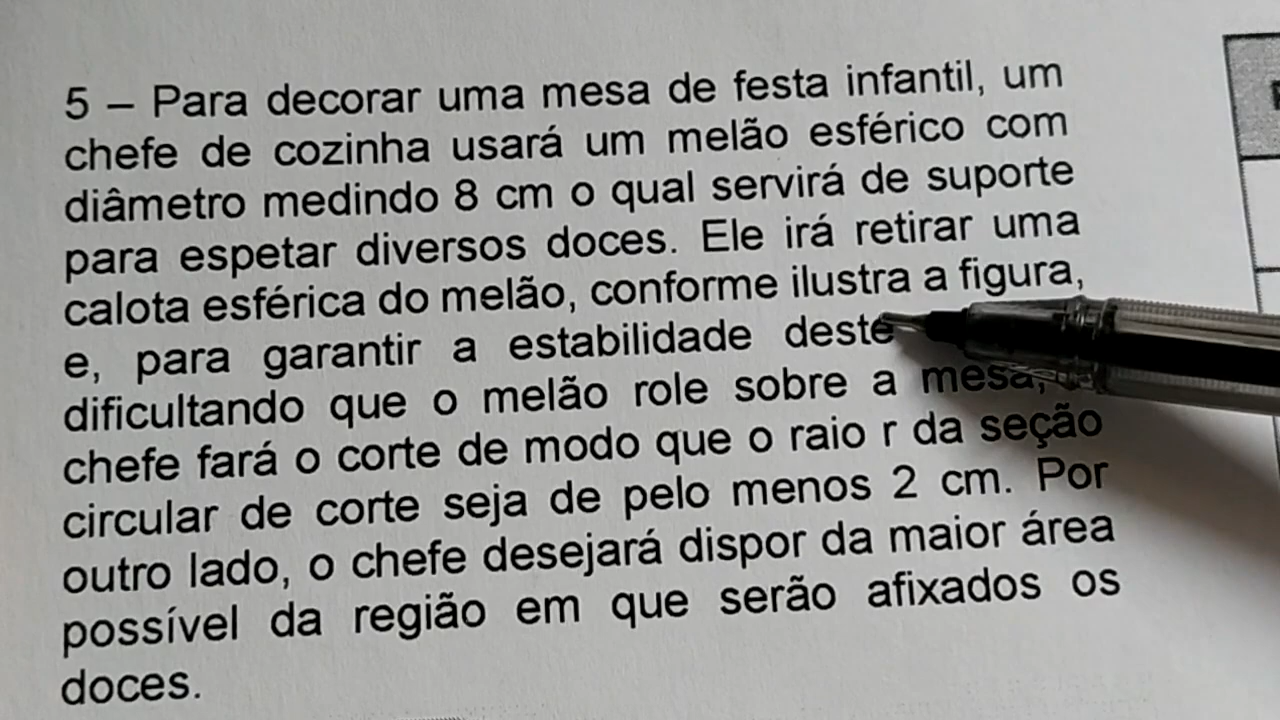 5 – Para decorar uma mesa de festa infantil, um
chefe de cozinha usará um melão esférico com
diâmetro medindo 8 cm o qual servirá de suporte
para espetar diversos doces. Ele irá retirar uma
calota esférica do melão, conforme ilustra a figura,
e, para garantir a estabilidade deste
dificultando que o melão role sobre a mesa,
chefe fará o corte de modo que o raio r da seção
circular de corte seja de pelo menos 2 cm. Por
outro lado, o chefe desejará dispor da maior área
possível da região em que serão afixados os
doces.